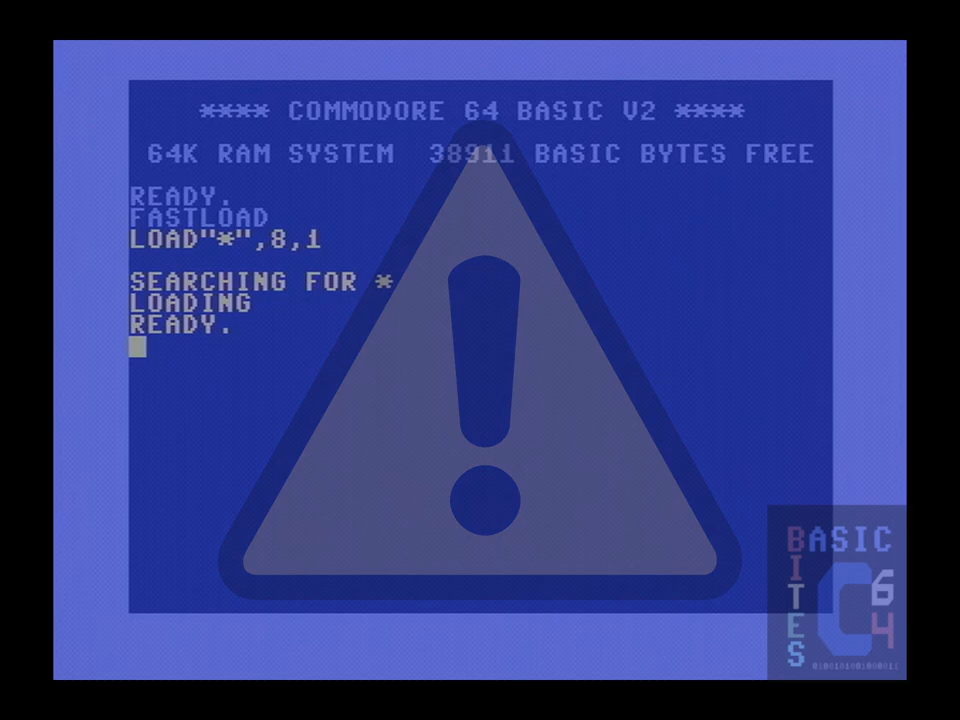 **** COMMODORE 64 BASIC V2 ****
64K RAM SYSTEM 38911 BASIC BYTES FREE
READY.
FASTLOAD
LOAD"*",8,1
SEARCHING FOR *
LOADING
READY.
BASIC
BITES
C64